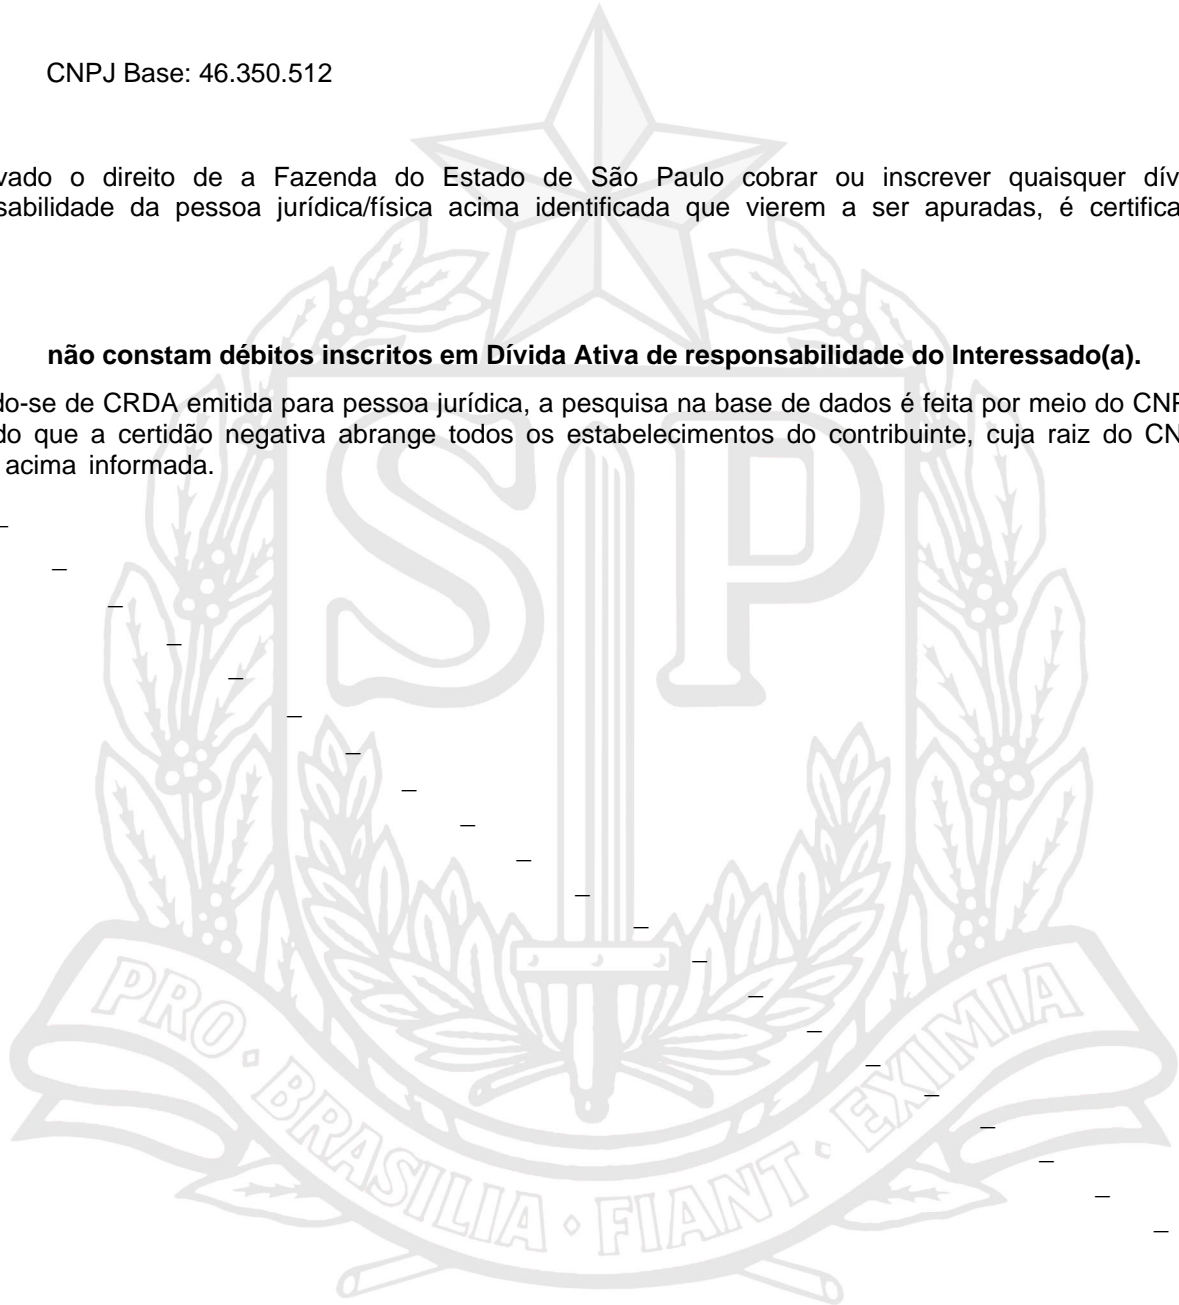 CNPJ Base: 46.350.512
vado o direito de a Fazenda do Estado de São Paulo cobrar ou inscrever quaisquer dív
sabilidade da pessoa jurídica/física acima identificada que vierem a ser apuradas, é certifica
não constam débitos inscritos em Dívida Ativa de responsabilidade do Interessado(a).
do-se de CRDA emitida para pessoa jurídica, a pesquisa na base de dados é feita por meio do CNP
do que a certidão negativa abrange todos os estabelecimentos do contribuinte, cuja raiz do CN
acima informada.
SP
PRO · BRASILIA · FIANT · EXIMIA